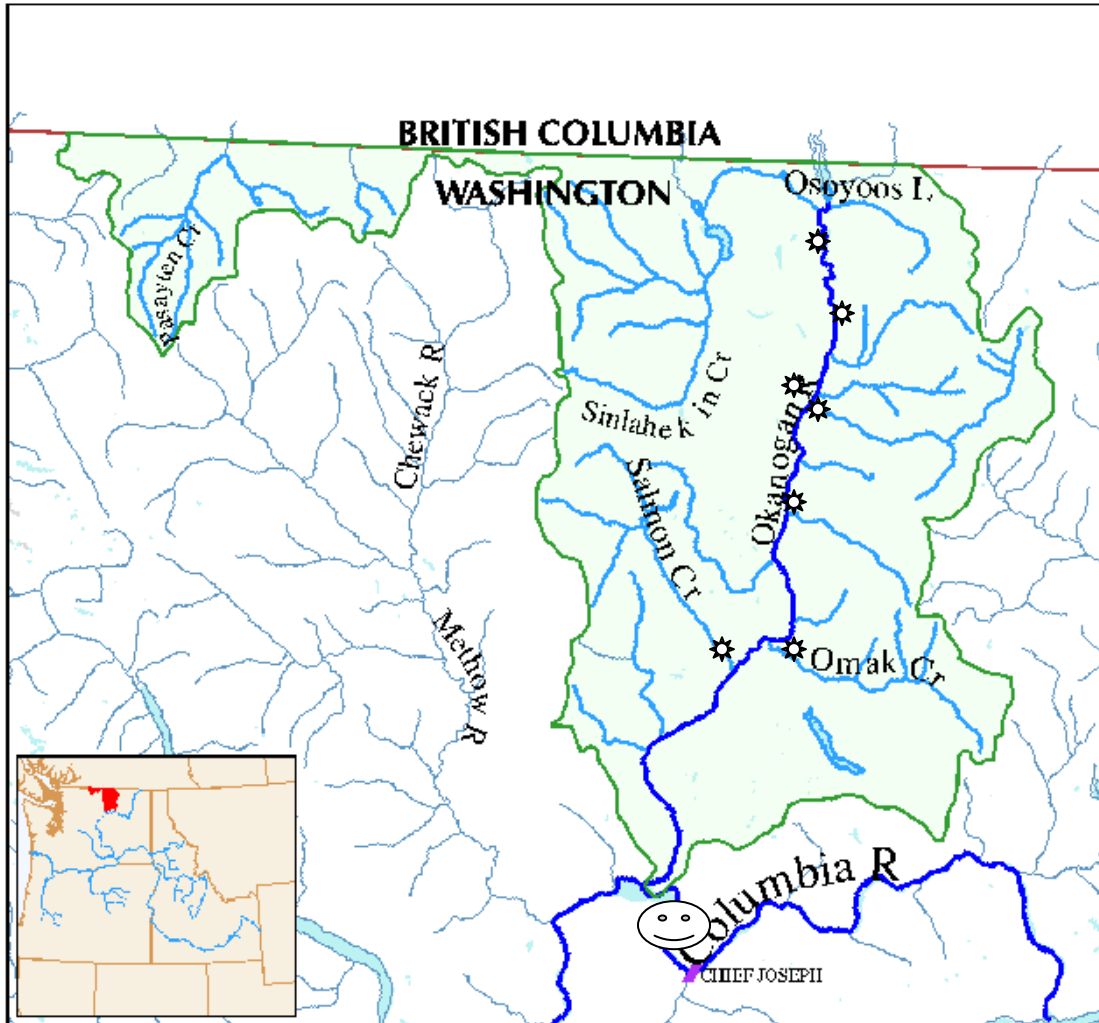 BRITISH COLUMBIA
WASHINGTON
Osoyoos L.
Pasayten Cr
Chewack R
Sinlahekin Cr
Okanogan R
Salmon Cr
Methow R
Omak Cr
Columbia R
CHIEF JOSEPH